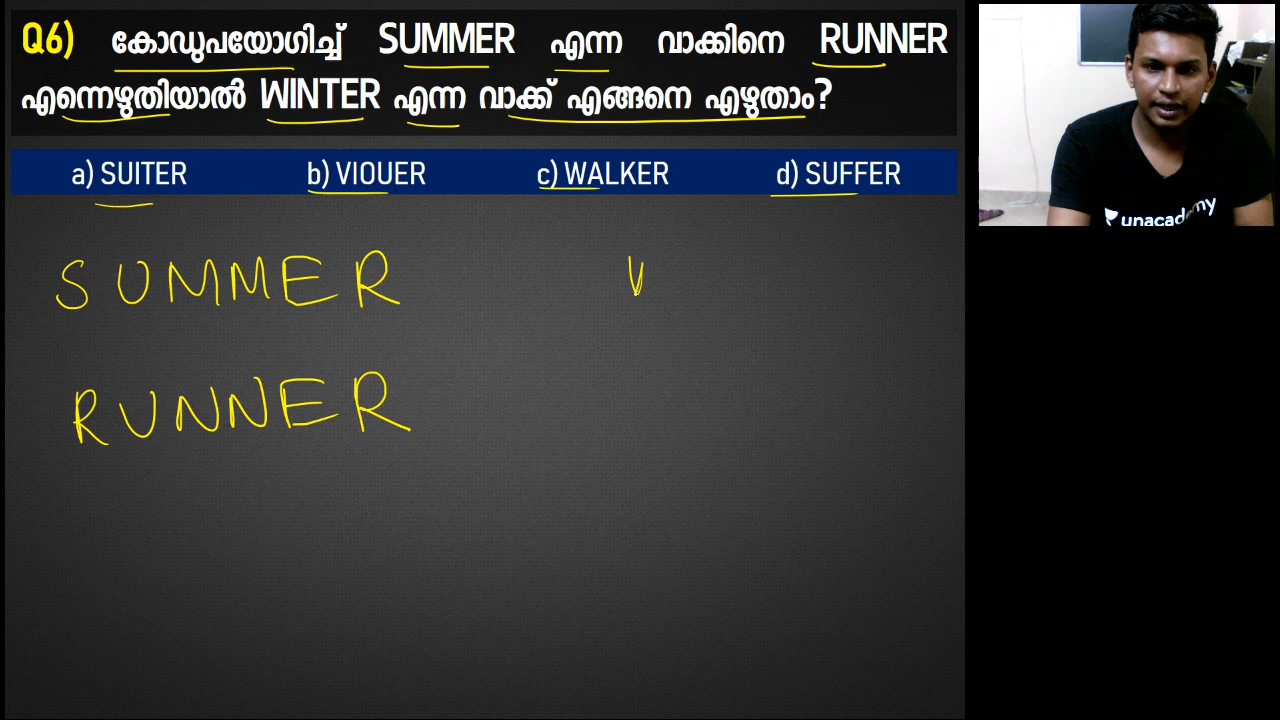 Q6) കോഡുപയോഗിച്ച് SUMMER എന്ന വാക്കിനെ RUNNER
എന്നെഴുതിയാൽ WINTER എന്ന വാക്ക് എങ്ങനെ എഴുതാം?
a) SUITER b) VIOUER c) WALKER d) SUFFER
unacademy
SUMMER
RUNNER